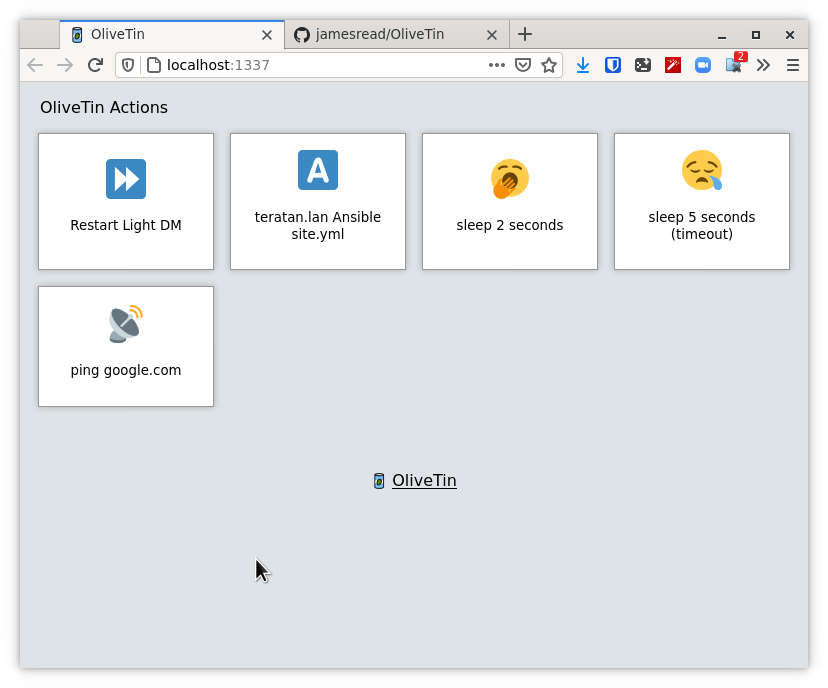 OliveTin
jamesread/OliveTin
localhost:1337
2
OliveTin Actions
Restart Light DM
A
teratan.lan Ansible
site.yml
sleep 2 seconds
sleep 5 seconds
(timeout)
ping google.com
OliveTin